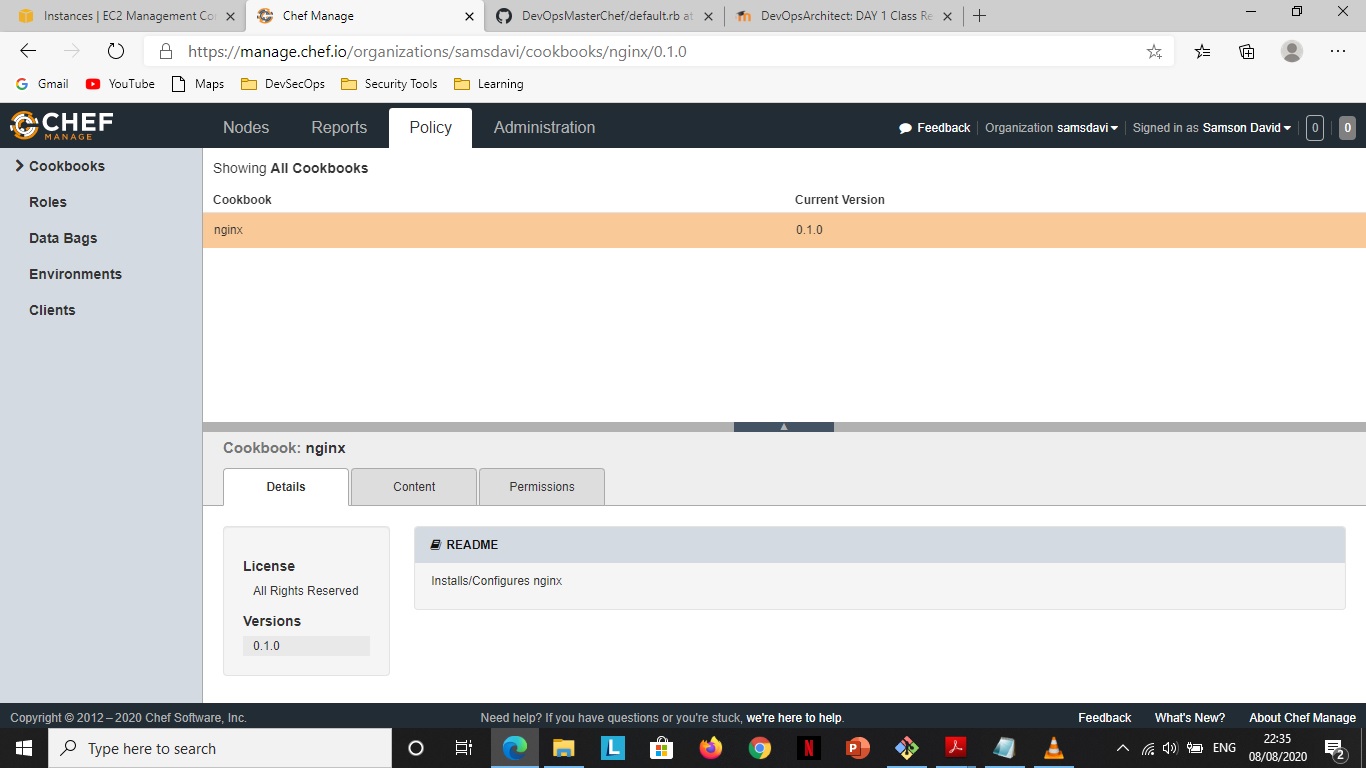 Instances | EC2 Management Co
Chef Manage
DevOpsMasterChef/default.rb at
DevOpsArchitect: DAY 1 Class Re
https://manage.chef.io/organizations/samsdavi/cookbooks/nginx/0.1.0
Gmail YouTube Maps DevSecOps Security Tools Learning
CHEF
MANAGE
Nodes Reports Policy Administration
Feedback Organization samsdavi Signed in as Samson David 0 0
Cookbooks
Roles
Data Bags
Environments
Clients
Showing All Cookbooks
Cookbook Current Version
nginx 0.1.0
Cookbook: nginx
Details Content Permissions
License
All Rights Reserved
Versions
0.1.0
README
Installs/Configures nginx
Copyright © 2012 – 2020 Chef Software, Inc. Need help? If you have questions or you're stuck, we're here to help. Feedback What's New? About Chef Manage
Type here to search
L
N
P
ENG
22:35
08/08/2020
2